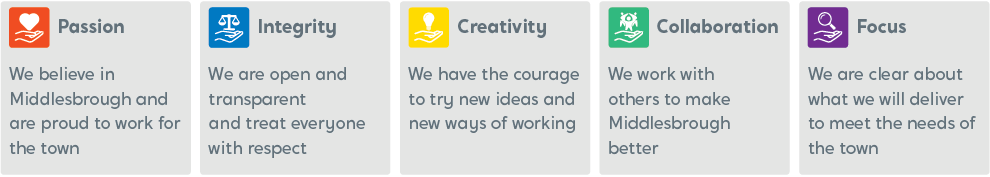 Passion
We believe in
Middlesbrough and
are proud to work for
the town
Integrity
We are open and
transparent
and treat everyone
with respect
Creativity
We have the courage
to try new ideas and
new ways of working
Collaboration
We work with
others to make
Middlesbrough
better
Focus
We are clear about
what we will deliver
to meet the needs of
the town